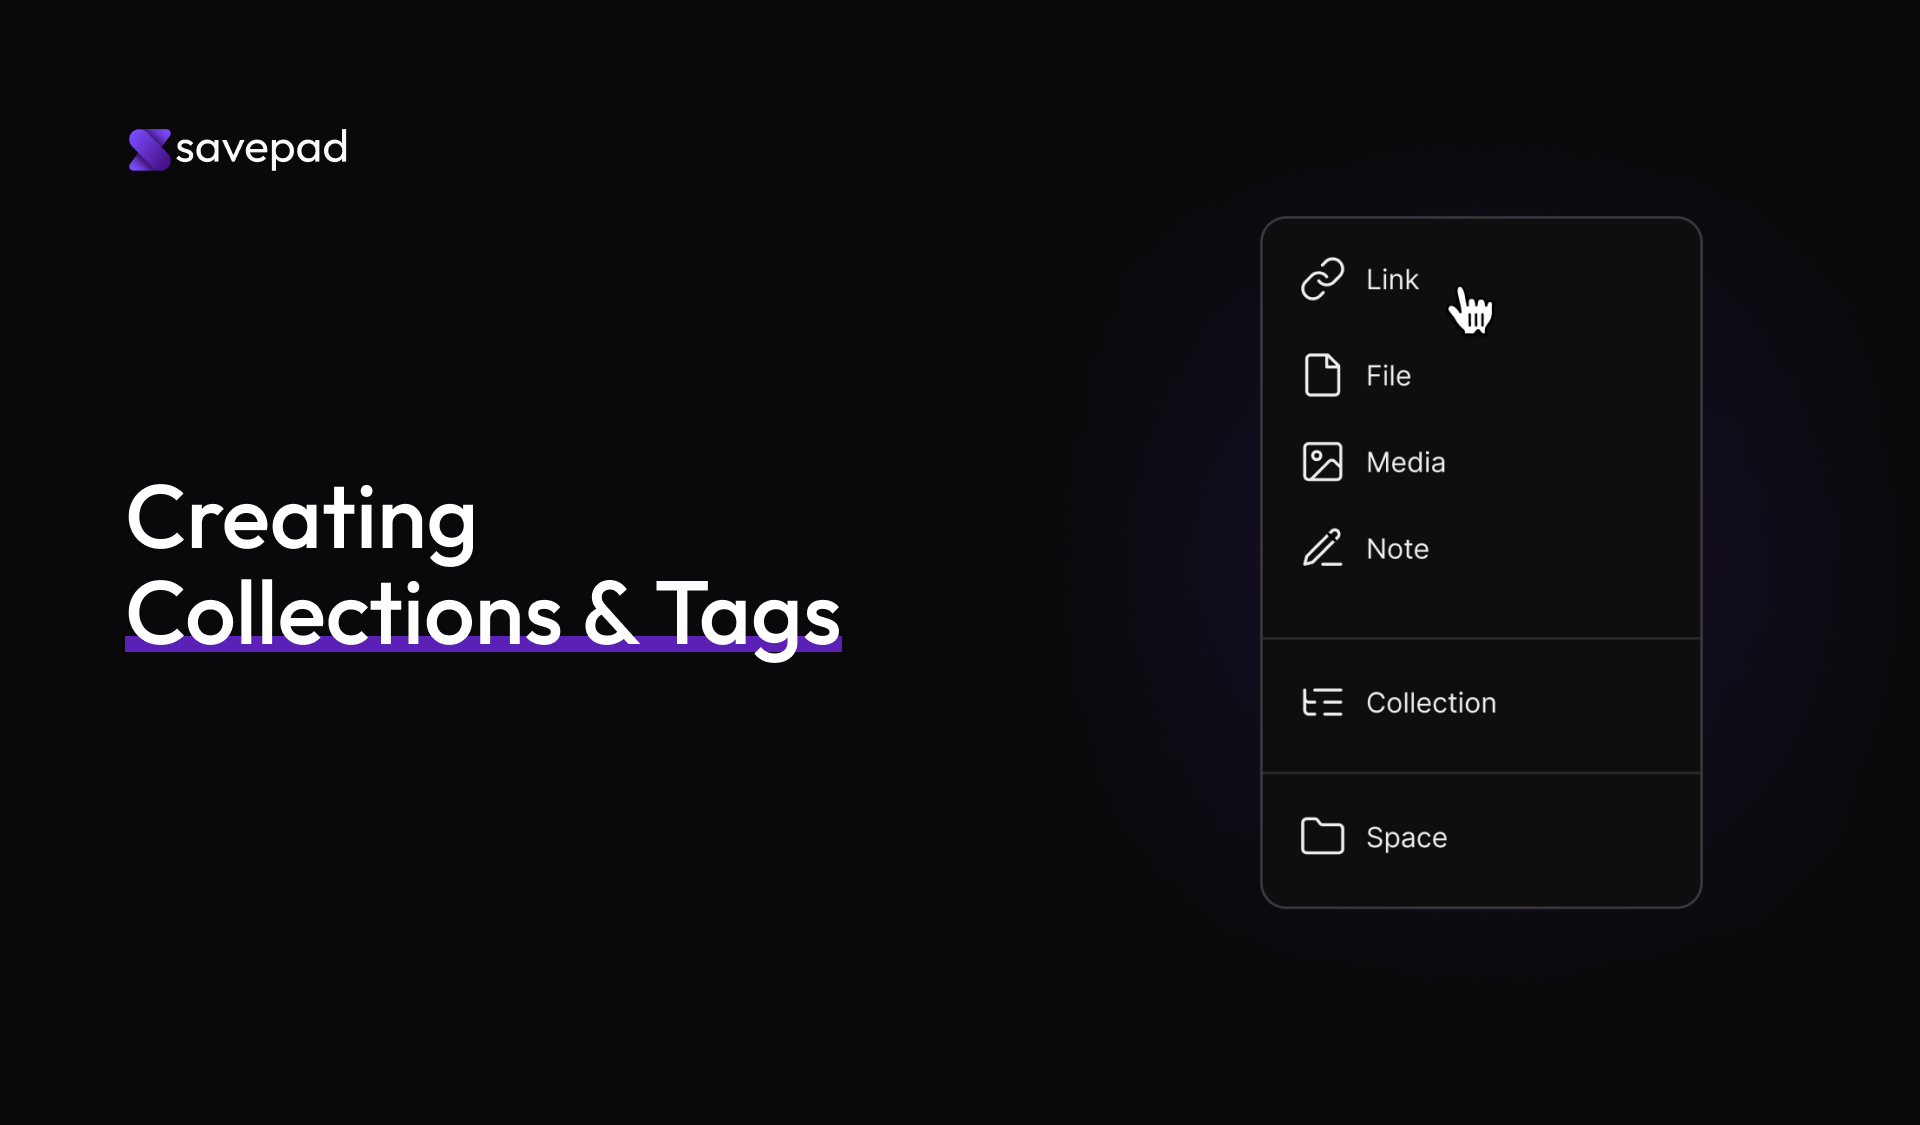 savepad
Creating
Collections & Tags
Link
File
Media
Note
Collection
Space